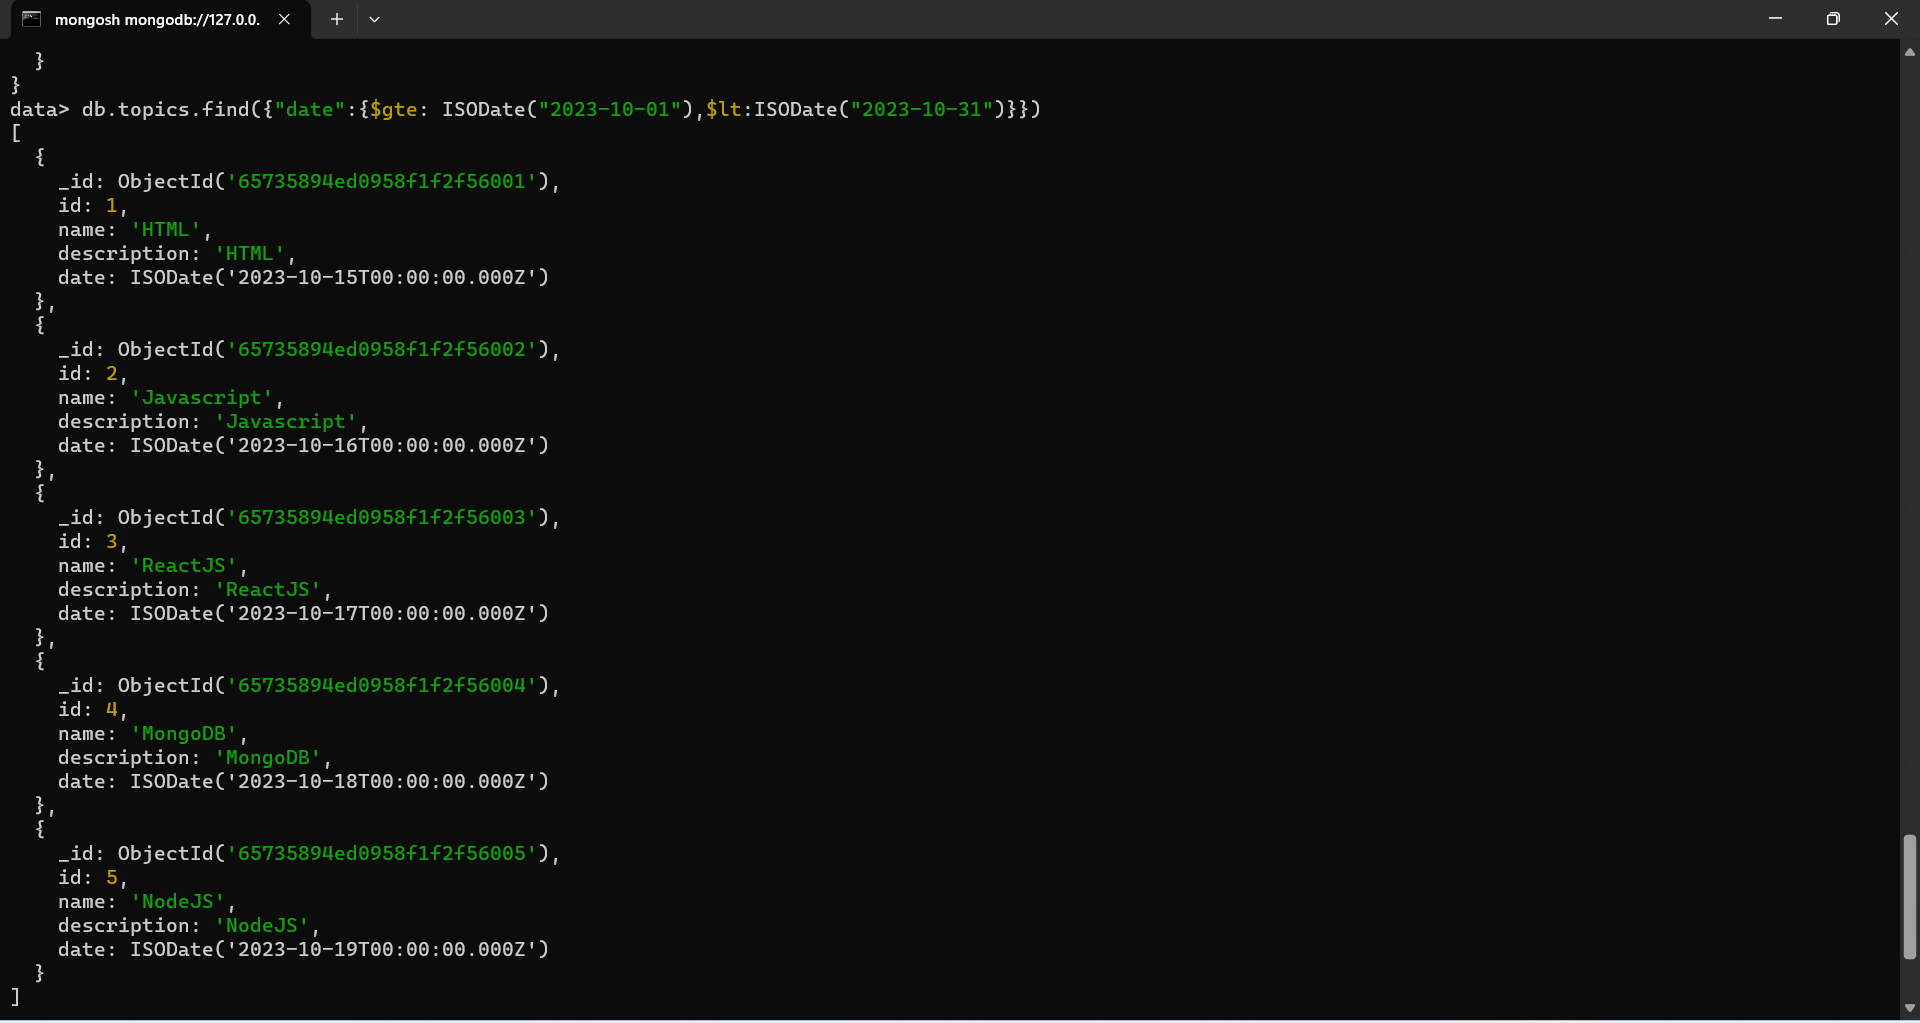 mongosh mongodb://127.0.0.
  }
}
data> db.topics.find({"date":{$gte: ISODate("2023-10-01"),$lt:ISODate("2023-10-31")}})
[
  {
    _id: ObjectId('65735894ed0958f1f2f56001'),
    id: 1,
    name: 'HTML',
    description: 'HTML',
    date: ISODate('2023-10-15T00:00:00.000Z')
  },
  {
    _id: ObjectId('65735894ed0958f1f2f56002'),
    id: 2,
    name: 'Javascript',
    description: 'Javascript',
    date: ISODate('2023-10-16T00:00:00.000Z')
  },
  {
    _id: ObjectId('65735894ed0958f1f2f56003'),
    id: 3,
    name: 'ReactJS',
    description: 'ReactJS',
    date: ISODate('2023-10-17T00:00:00.000Z')
  },
  {
    _id: ObjectId('65735894ed0958f1f2f56004'),
    id: 4,
    name: 'MongoDB',
    description: 'MongoDB',
    date: ISODate('2023-10-18T00:00:00.000Z')
  },
  {
    _id: ObjectId('65735894ed0958f1f2f56005'),
    id: 5,
    name: 'NodeJS',
    description: 'NodeJS',
    date: ISODate('2023-10-19T00:00:00.000Z')
  }
]